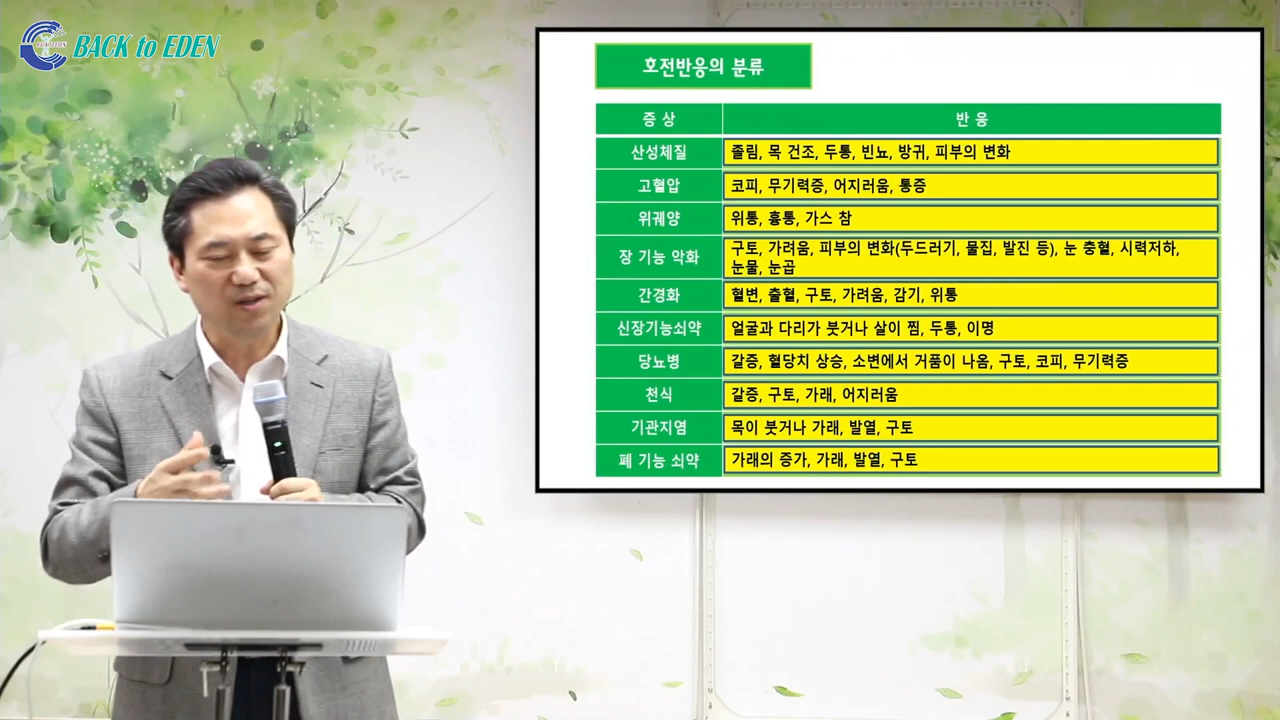 BACK to EDEN
호전반응의 분류
증 상 반 응
산성체질 졸림, 목 건조, 두통, 빈뇨, 방귀, 피부의 변화
고혈압 코피, 무기력증, 어지러움, 통증
위궤양 위통, 흉통, 가스 참
장 기능 악화 구토, 가려움, 피부의 변화(두드러기, 물집, 발진 등), 눈 충혈, 시력저하,
눈물, 눈곱
간경화 혈변, 출혈, 구토, 가려움, 감기, 위통
신장기능쇠약 얼굴과 다리가 붓거나 살이 찜, 두통, 이명
당뇨병 갈증, 혈당치 상승, 소변에서 거품이 나옴, 구토, 코피, 무기력증
천식 갈증, 구토, 가래, 어지러움
기관지염 목이 붓거나 가래, 발열, 구토
폐 기능 쇠약 가래의 증가, 가래, 발열, 구토